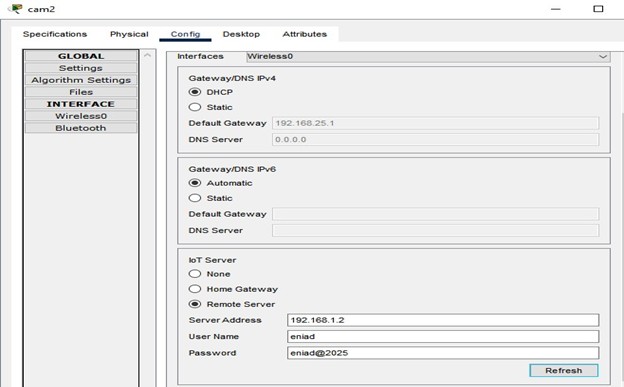 cam2
Specifications Physical Config Desktop Attributes
GLOBAL
Settings
Algorithm Settings
Files
INTERFACE
Wireless0
Bluetooth
Interfaces Wireless0
Gateway/DNS IPv4
DHCP
Static
Default Gateway 192.168.25.1
DNS Server 0.0.0.0
Gateway/DNS IPv6
Automatic
Static
Default Gateway
DNS Server
IoT Server
None
Home Gateway
Remote Server
Server Address 192.168.1.2
User Name eniad
Password eniad@2025
Refresh